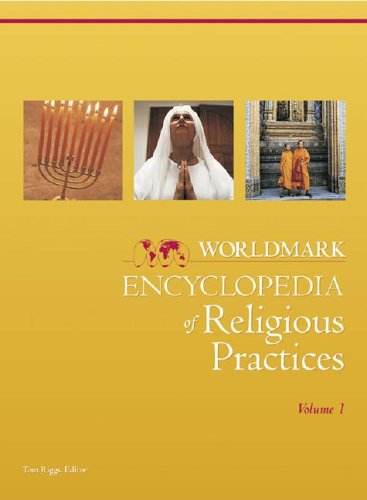 WORLDMARK
ENCYCLOPEDIA
of Religious
Practices
Volume 1
Tom Riggs, Editor